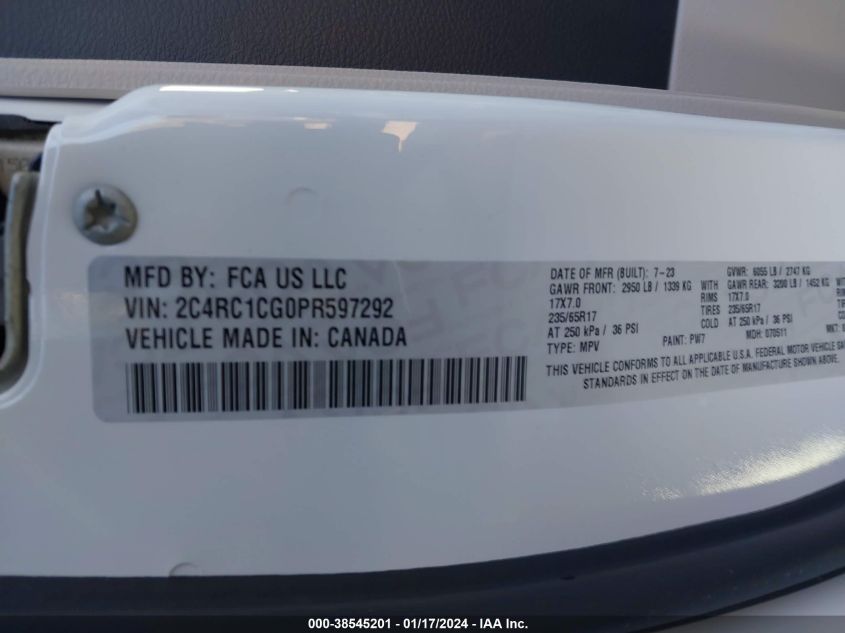 MFD BY: FCA US LLC
VIN: 2C4RC1CG0PR597292
VEHICLE MADE IN: CANADA
DATE OF MFR (BUILT): 7-23 GVWR: 6055 LB / 2747 KG
GAWR FRONT: 2950 LB / 1339 KG WITH GAWR REAR: 3200 LB / 1452 KG WITH
17X7.0 RIMS 17X7.0 RIMS
235/65R17 TIRES 235/65R17 TIRES
AT 250 kPa / 36 PSI COLD AT 250 kPa / 36 PSI COLD
TYPE: MPV PAINT: PW7 MDH: 070511 MKT:
THIS VEHICLE CONFORMS TO ALL APPLICABLE U.S.A. FEDERAL MOTOR VEHICLE
STANDARDS IN EFFECT ON THE DATE OF MANUFACTURE SHOWN ABOVE.
000-38545201 - 01/17/2024 - IAA Inc.